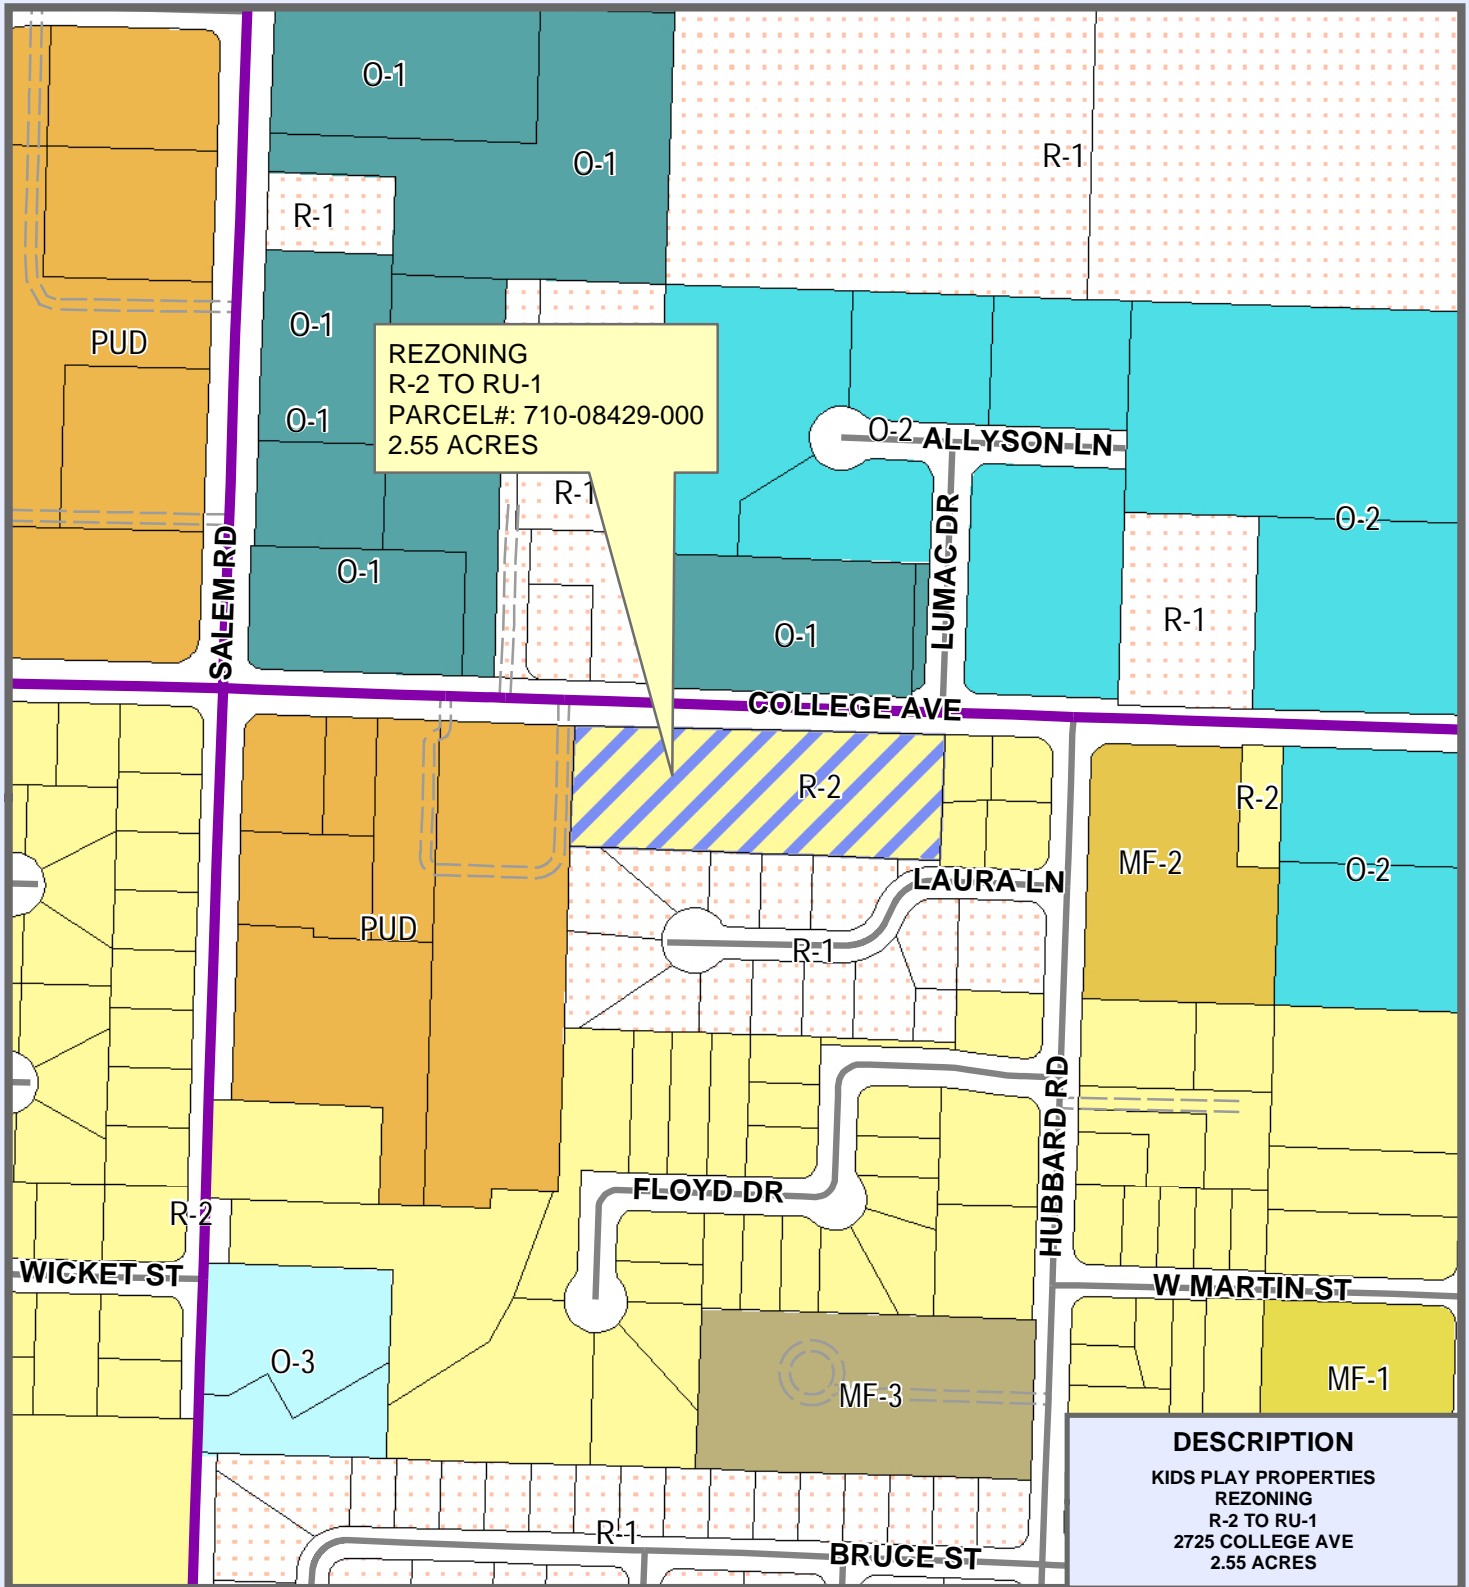 O-1
O-1
R-1
R-1
O-1
PUD
REZONING
R-2 TO RU-1
PARCEL#: 710-08429-000
2.55 ACRES
O-1
O-2
ALLYSON LN
R-1
O-2
SALEM RD
O-1
LUMAC DR
O-1
R-1
COLLEGE AVE
R-2
R-2
MF-2
O-2
LAURA LN
PUD
R-1
HUBBARD RD
FLOYD DR
R-2
WICKET ST
W MARTIN ST
O-3
MF-3
MF-1
R-1
BRUCE ST
DESCRIPTION
KIDS PLAY PROPERTIES
REZONING
R-2 TO RU-1
2725 COLLEGE AVE
2.55 ACRES